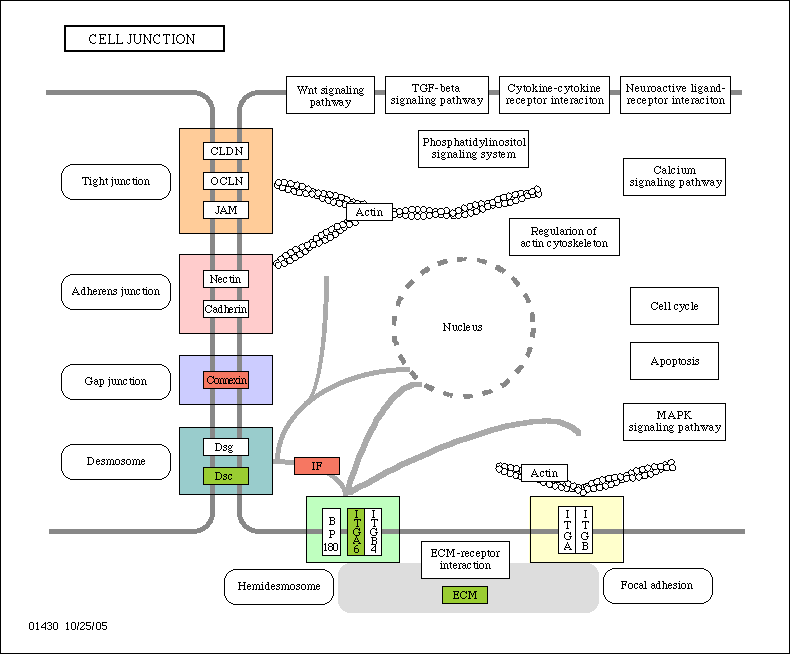 CELL JUNCTION
Wnt signaling
pathway
TGF-beta
signaling pathway
Cytokine-cytokine
receptor interaciton
Neuroactive ligand-
receptor interaciton
Phosphatidylinositol
signaling system
Calcium
signaling pathway
Tight junction
CLDN
OCLN
JAM
Actin
Regularion of
actin cytoskeleton
Adherens junction
Nectin
Cadherin
Nucleus
Cell cycle
Gap junction
Connexin
Apoptosis
MAPK
signaling pathway
Desmosome
Dsg
Dsc
IF
Actin
BP180
ITGA6
ITGB4
ITGA
ITGB
ECM-receptor
interaction
Hemidesmosome
ECM
Focal adhesion
01430 10/25/05